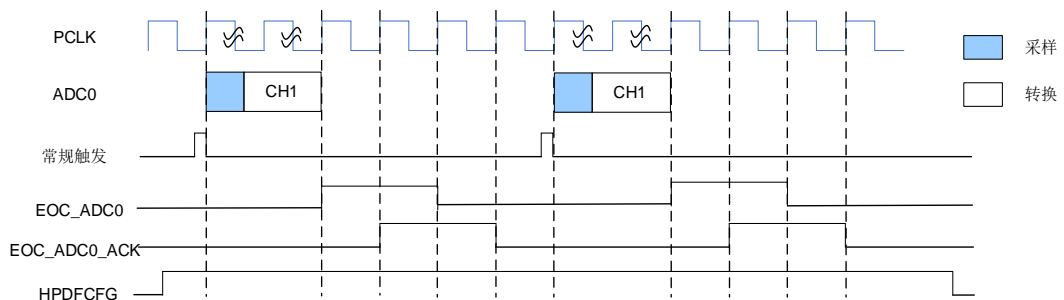 PCLK
采样
ADC0
CH1
CH1
转换
常规触发
EOC_ADC0
EOC_ADC0_ACK
HPDFCFG